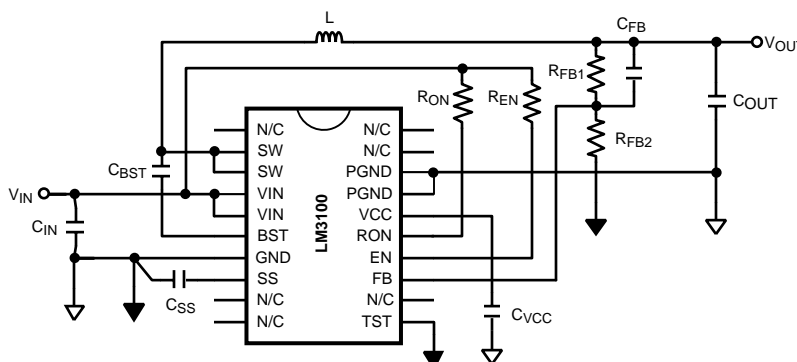 L
CFB
VOUT
RFB1
RON
REN
COUT
N/C
N/C
RFB2
SW
N/C
CBST
SW
PGND
VIN
VIN
PGND
VIN
VCC
CIN
BST
RON
LM3100
GND
EN
SS
FB
CSS
N/C
N/C
CVCC
N/C
TST